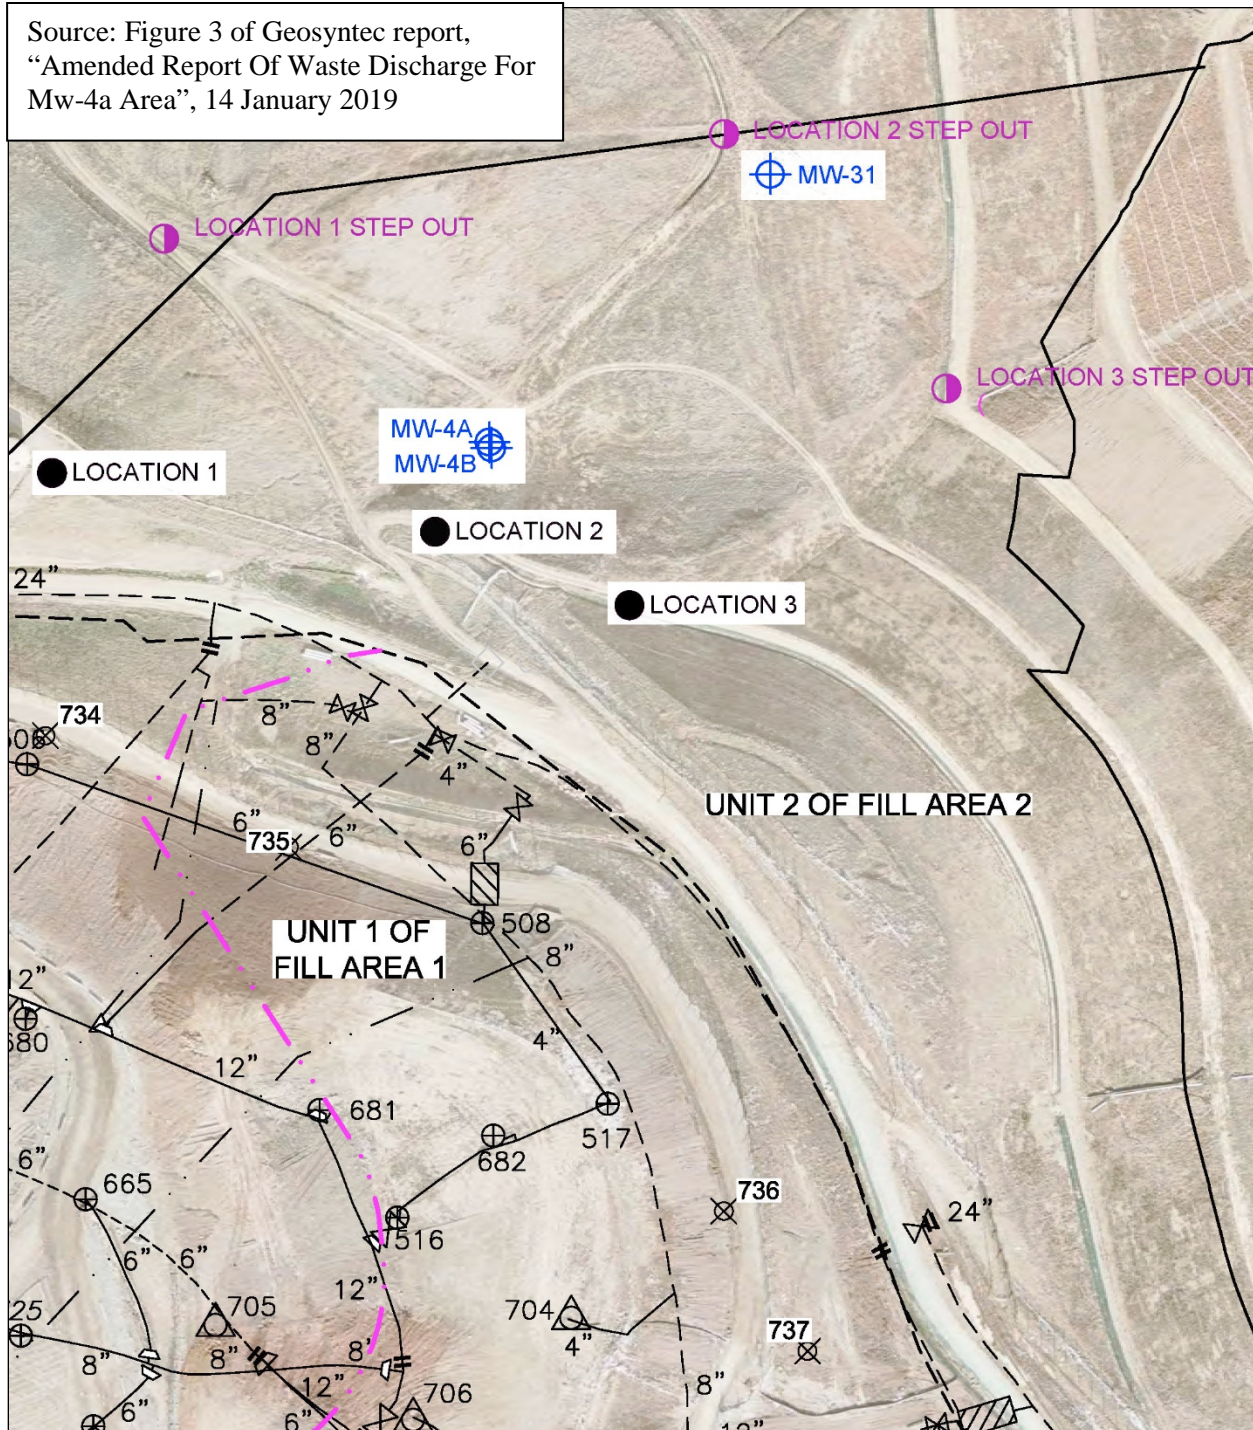 Source: Figure 3 of Geosyntec report,
“Amended Report Of Waste Discharge For
Mw-4a Area”, 14 January 2019
LOCATION 2 STEP OUT
MW-31
LOCATION 1 STEP OUT
LOCATION 3 STEP OUT
MW-4A
MW-4B
LOCATION 1
LOCATION 2
24”
LOCATION 3
734
8”
8”
4”
UNIT 2 OF FILL AREA 2
6”
735
6”
6”
508
UNIT 1 OF
FILL AREA 1
8”
12”
680
4”
12”
681
517
682
6”
665
736
516
24”
6”
6”
12”
705
704
25
737
4”
8”
8”
8'
8”
12”
706
6”
6”
12”